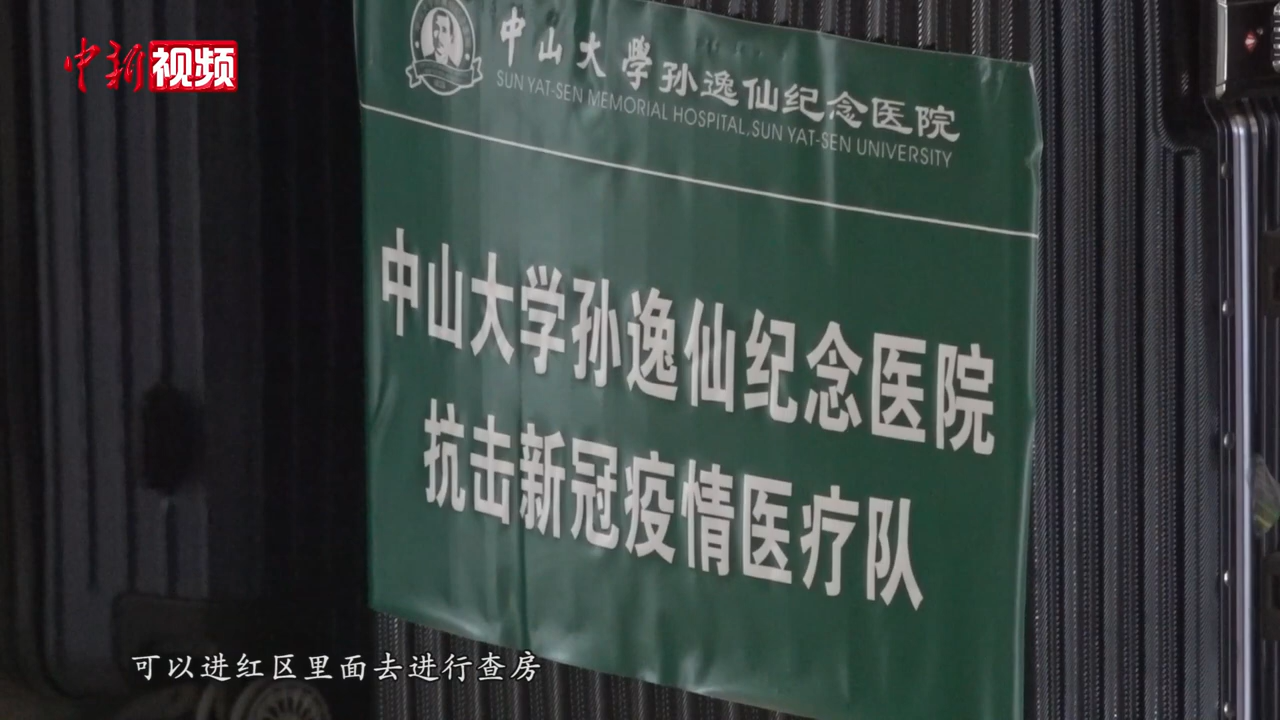 中新视频
中山大学孙逸仙纪念医院
SUN YAT-SEN MEMORIAL HOSPITAL,SUN YAT-SEN UNIVERSITY
中山大学孙逸仙纪念医院
抗击新冠疫情医疗队
可以进红区里面去进行查房